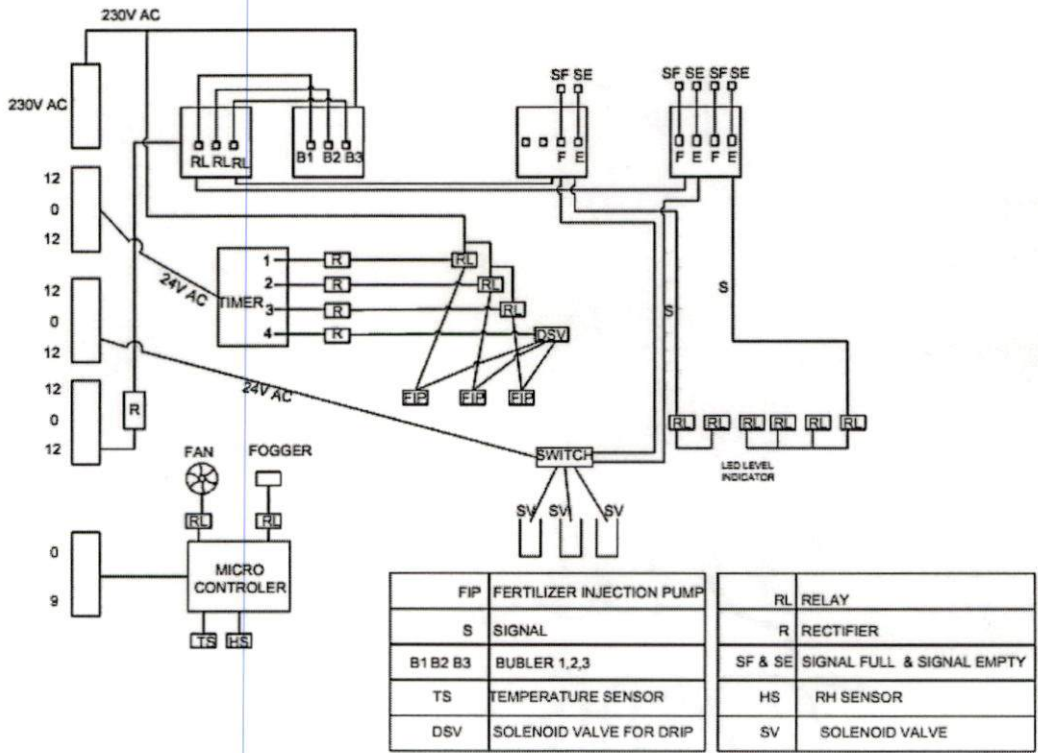 230V AC
230V AC
SF SE
SF SE SF SE
RL RL RL
B1 B2 B3
F E
F E F E
12
0
12
24V AC
TIMER
1
2
3
4
R
R
R
R
RL
RL
RL
DSV
S
S
12
0
12
24V AC
FIP
FIP
FIP
12
0
12
R
RL
RL
RL
RL
RL
RL
LED LEVEL
INDICATOR
SWITCH
SV
SV
SV
FAN
FOGGER
RL
RL
0
9
MICRO
CONTROLER
TS
HS
FIP FERTILIZER INJECTION PUMP
S SIGNAL
B1 B2 B3 BUBLER 1,2,3
TS TEMPERATURE SENSOR
DSV SOLENOID VALVE FOR DRIP
RL RELAY
R RECTIFIER
SF & SE SIGNAL FULL & SIGNAL EMPTY
HS RH SENSOR
SV SOLENOID VALVE